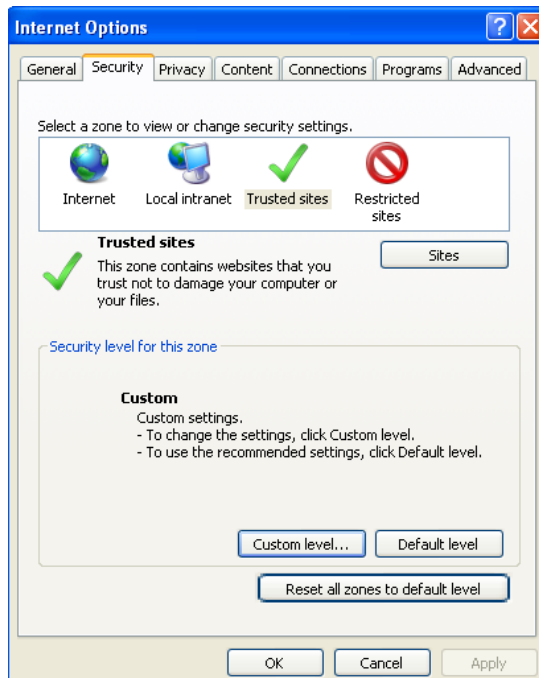 Internet Options
General Security Privacy Content Connections Programs Advanced
Select a zone to view or change security settings.
Internet Local intranet Trusted sites Restricted
sites
Trusted sites
Sites
This zone contains websites that you
trust not to damage your computer or
your files.
Security level for this zone
Custom
Custom settings.
- To change the settings, click Custom level.
- To use the recommended settings, click Default level.
Custom level... Default level
Reset all zones to default level
OK Cancel Apply